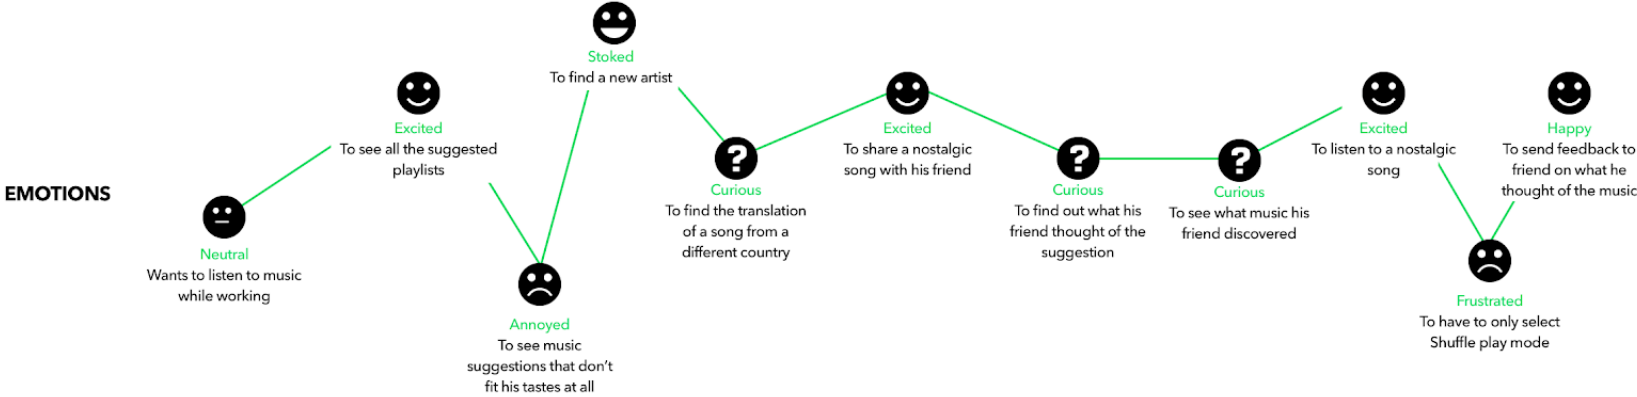 EMOTIONS
Neutral
Wants to listen to music
while working
Excited
To see all the suggested
playlists
Annoyed
To see music
suggestions that don't
fit his tastes at all
Stoked
To find a new artist
?
Curious
To find the translation
of a song from a
different country
Excited
To share a nostalgic
song with his friend
?
Curious
To find out what his
friend thought of the
suggestion
?
Curious
To see what music his
friend discovered
Excited
To listen to a nostalgic
song
Frustrated
To have to only select
Shuffle play mode
Happy
To send feedback to
friend on what he
thought of the music